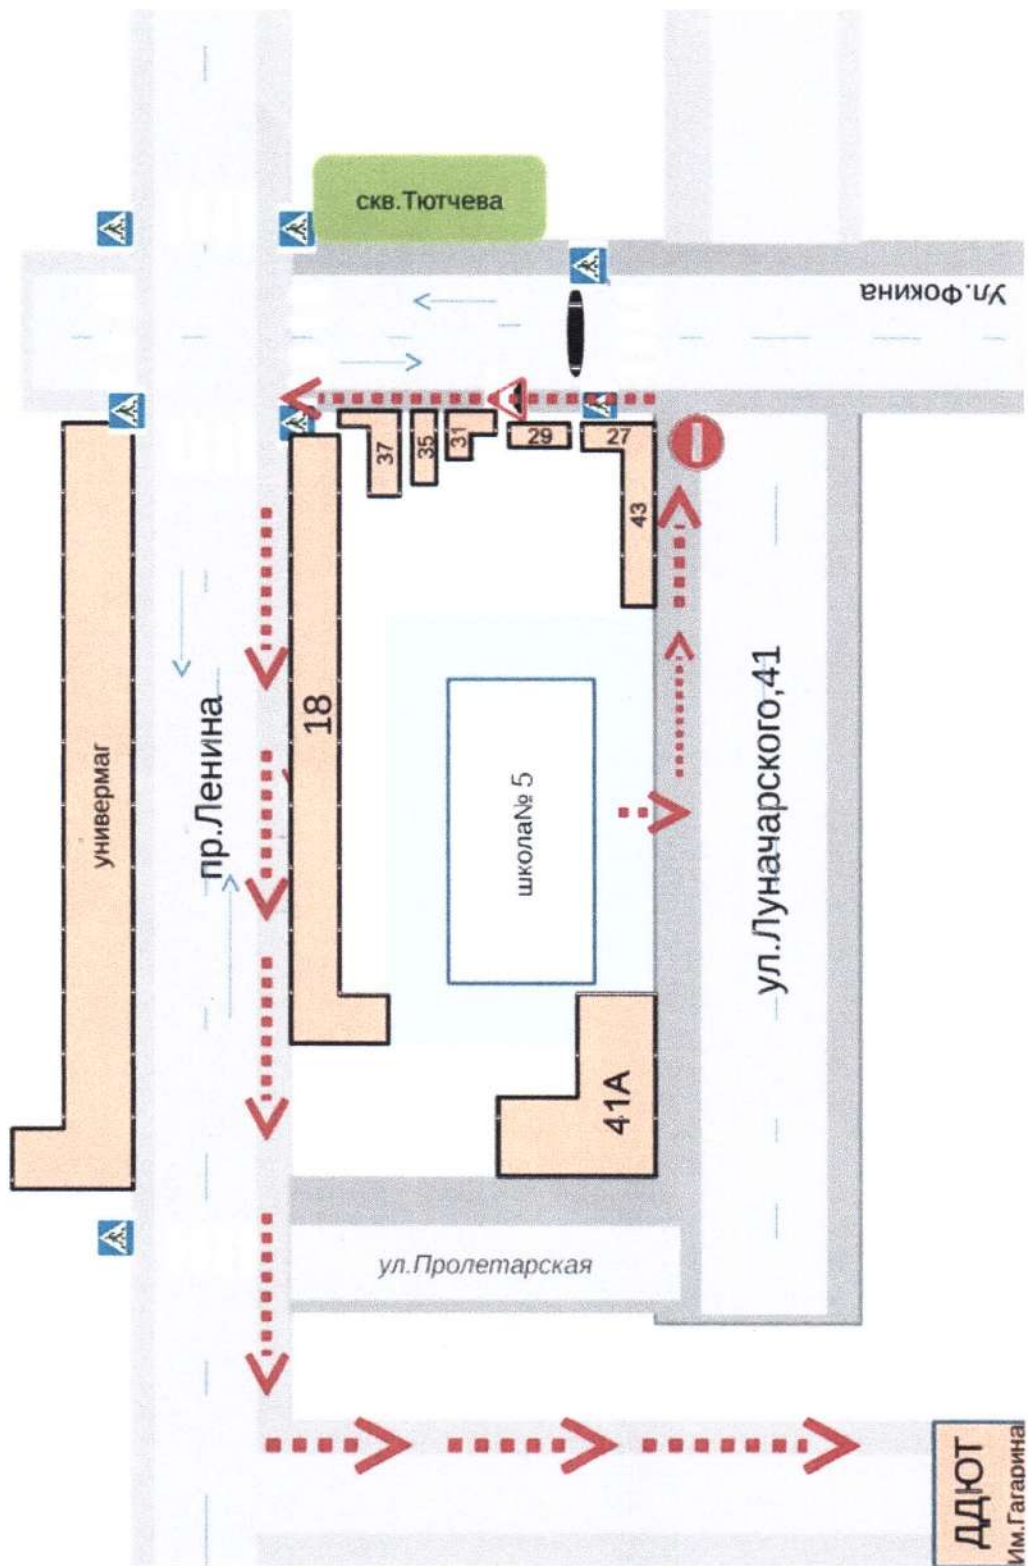 скв.Тютчева
Ул.Фокина
37
35
31
29
27
43
универмаг
пр.Ленина
18
школа№ 5
ул.Луначарского,41
41А
ул.Пролетарская
ДДЮТ
Им.Гагарина